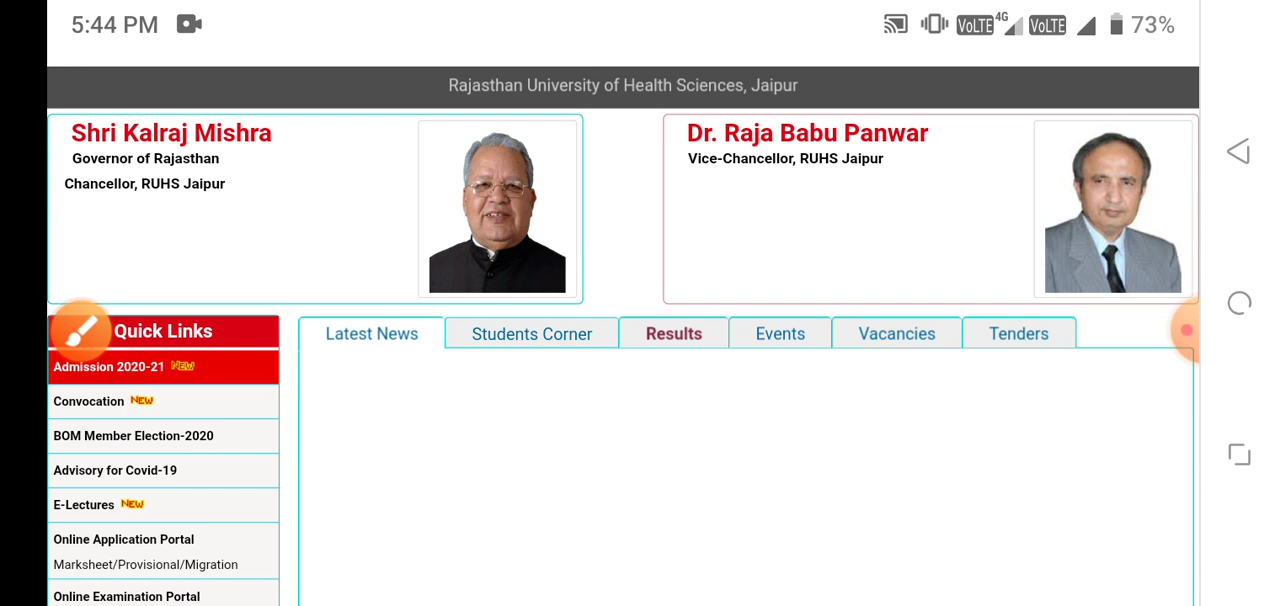 5:44 PM VoLTE 4G VoLTE 73%
Rajasthan University of Health Sciences, Jaipur
Shri Kalraj Mishra
Governor of Rajasthan
Chancellor, RUHS Jaipur
Dr. Raja Babu Panwar
Vice-Chancellor, RUHS Jaipur
Quick Links
Admission 2020-21 NEW
Convocation NEW
BOM Member Election-2020
Advisory for Covid-19
E-Lectures NEW
Online Application Portal
Marksheet/Provisional/Migration
Online Examination Portal
Latest News Students Corner Results Events Vacancies Tenders